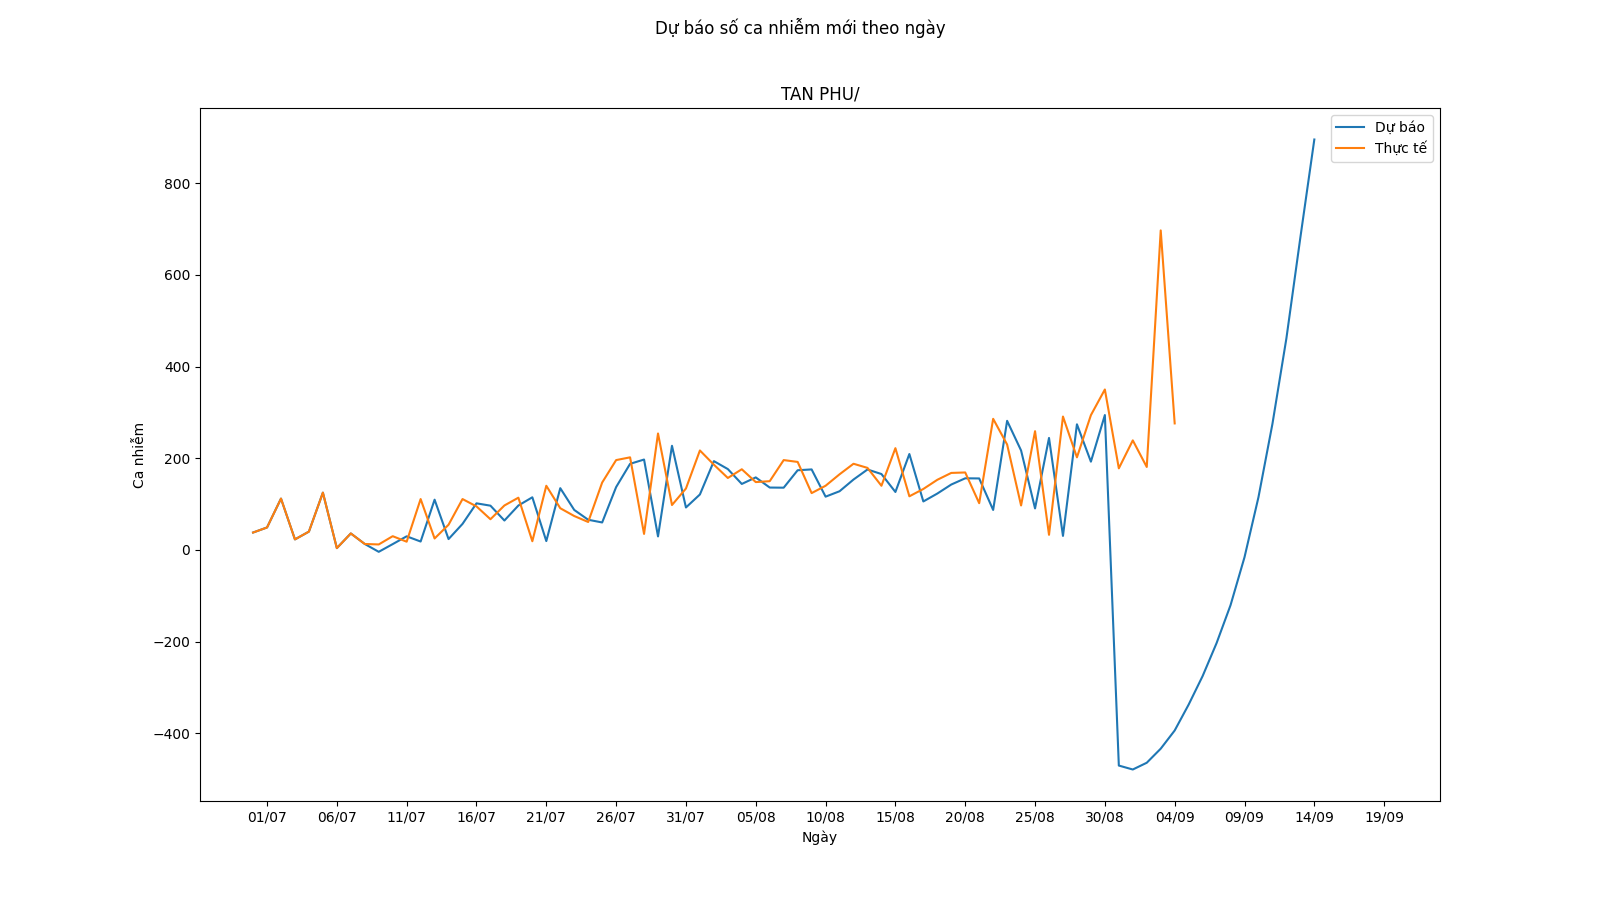 Dự báo số ca nhiễm mới theo ngày
TAN PHU/
Dự báo
Thực tế
Ca nhiễm
800
600
400
200
0
−200
−400
01/07 06/07 11/07 16/07 21/07 26/07 31/07 05/08 10/08 15/08 20/08 25/08 30/08 04/09 09/09 14/09 19/09
Ngày